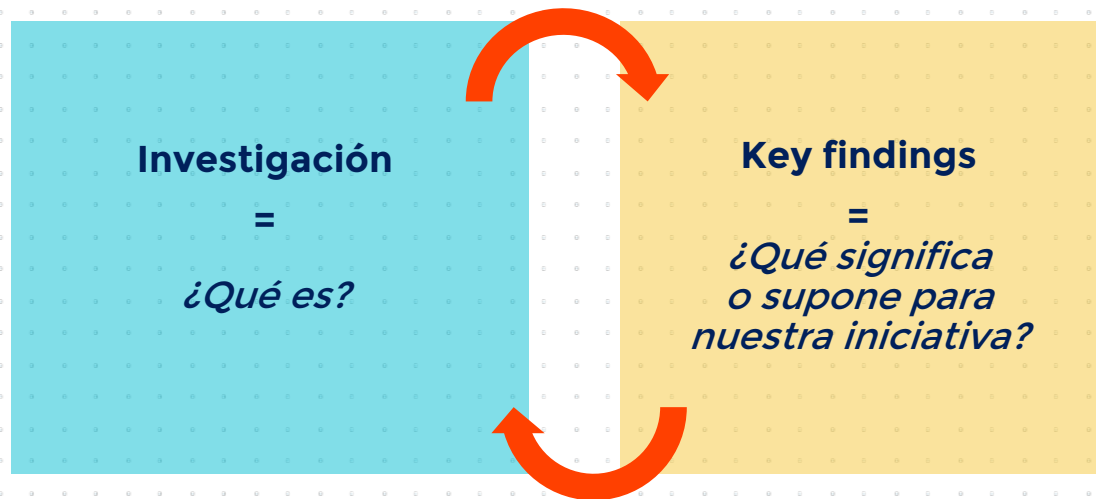 Investigación
=
¿Qué es?
Key findings
=
¿Qué significa
o supone para
nuestra iniciativa?